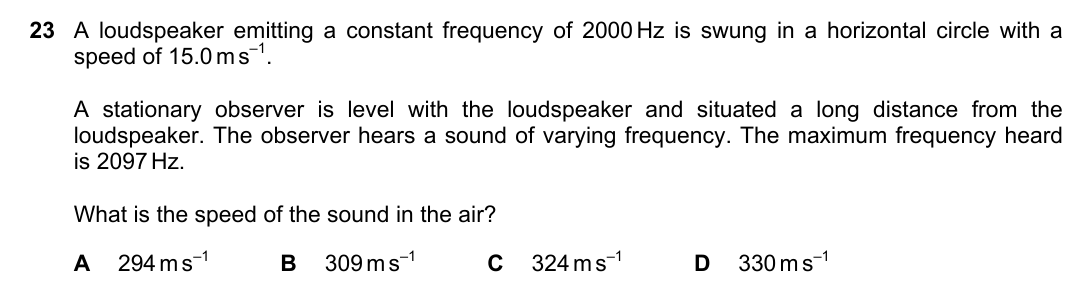 23 A loudspeaker emitting a constant frequency of 2000 Hz is swung in a horizontal circle with a
speed of 15.0 m s⁻¹.
A stationary observer is level with the loudspeaker and situated a long distance from the
loudspeaker. The observer hears a sound of varying frequency. The maximum frequency heard
is 2097 Hz.
What is the speed of the sound in the air?
A 294 m s⁻¹ B 309 m s⁻¹ C 324 m s⁻¹ D 330 m s⁻¹